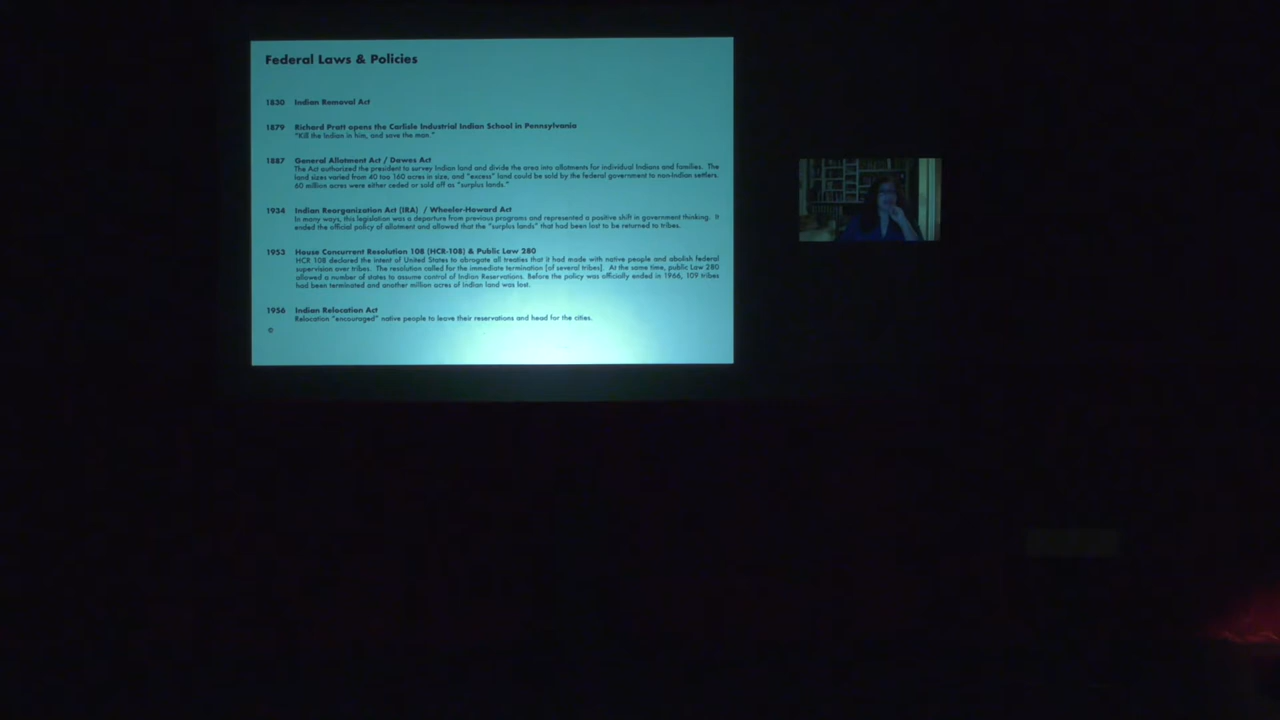 Federal Laws & Policies
1830 Indian Removal Act
1879 Richard Pratt opens the Carlisle Industrial Indian School in Pennsylvania
"Kill the Indian in him, and save the man."
1887 General Allotment Act / Dawes Act
The Act authorized the president to survey Indian land and divide the area into allotments for individual Indians and families. The
land sizes varied from 40 too 160 acres in size, and "excess" land could be sold by the federal government to non-Indian settlers.
60 million acres were either ceded or sold off as "surplus lands."
1934 Indian Reorganization Act (IRA) / Wheeler-Howard Act
In many ways, this legislation was a departure from previous programs and represented a positive shift in government thinking. It
ended the official policy of allotment and allowed that the "surplus lands" that had been lost to be returned to tribes.
1953 House Concurrent Resolution 108 (HCR-108) & Public Law 280
HCR 108 declared the intent of United States to abrogate all treaties that it had made with native people and abolish federal
supervision over tribes. The resolution called for the immediate termination [of several tribes]. At the same time, public Law 280
allowed a number of states to assume control of Indian Reservations. Before the policy was officially ended in 1966, 109 tribes
had been terminated and another million acres of Indian land was lost.
1956 Indian Relocation Act
Relocation "encouraged" native people to leave their reservations and head for the cities.
©